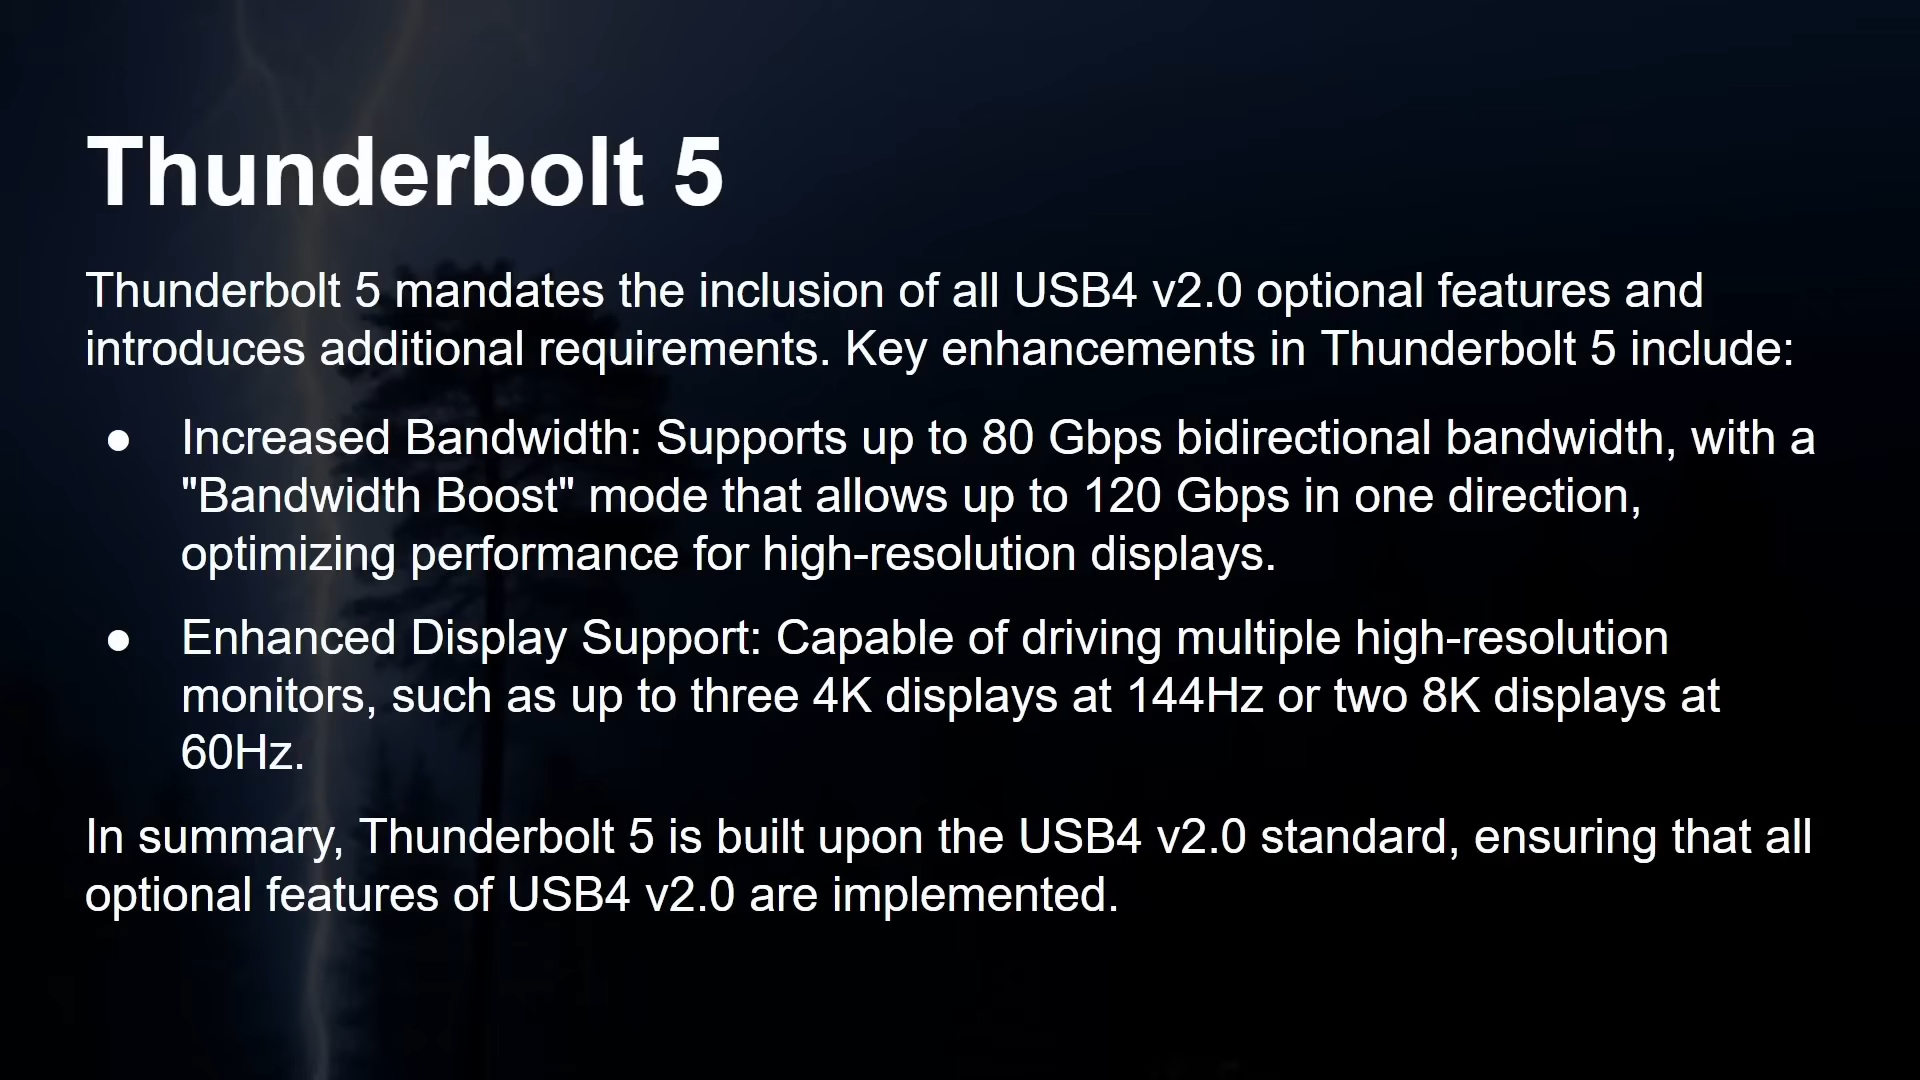 Thunderbolt 5
Thunderbolt 5 mandates the inclusion of all USB4 v2.0 optional features and
introduces additional requirements. Key enhancements in Thunderbolt 5 include:
● Increased Bandwidth: Supports up to 80 Gbps bidirectional bandwidth, with a
"Bandwidth Boost" mode that allows up to 120 Gbps in one direction,
optimizing performance for high-resolution displays.
● Enhanced Display Support: Capable of driving multiple high-resolution
monitors, such as up to three 4K displays at 144Hz or two 8K displays at
60Hz.
In summary, Thunderbolt 5 is built upon the USB4 v2.0 standard, ensuring that all
optional features of USB4 v2.0 are implemented.